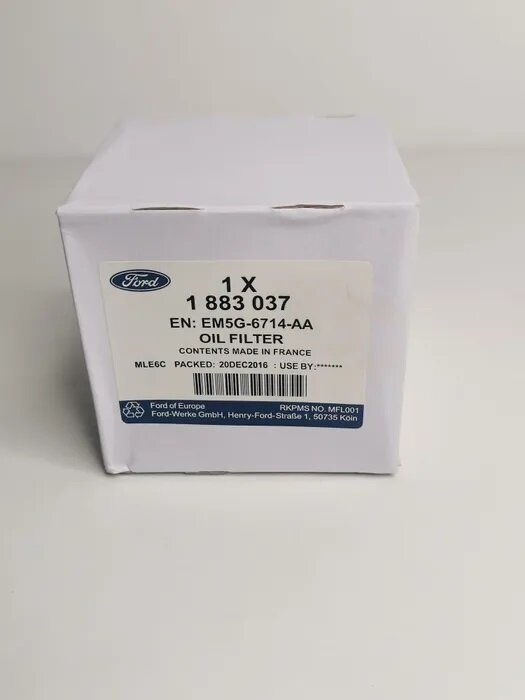 Ford
1 X
1 883 037
EN: EM5G-6714-AA
OIL FILTER
CONTENTS MADE IN FRANCE
MLE6C PACKED: 20DEC2016 : USE BY:*******
Ford of Europe RKPMS NO. MFL001
Ford-Werke GmbH, Henry-Ford-Straße 1, 50735 Köln